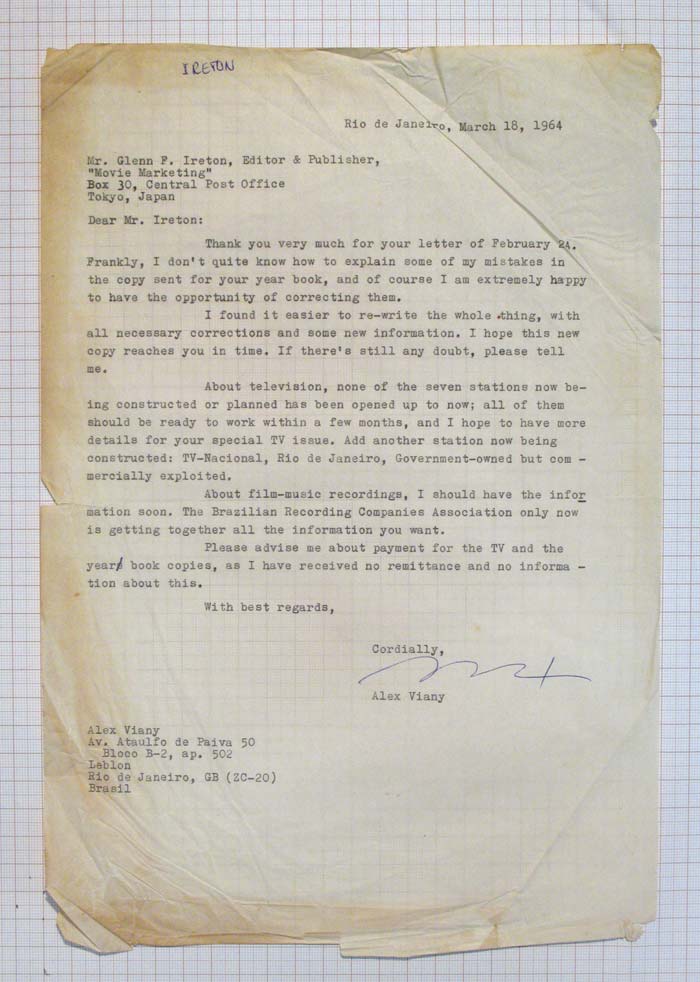 IRETON
Rio de Janeiro, March 18, 1964
Mr. Glenn F. Ireton, Editor & Publisher,
"Movie Marketing"
Box 30, Central Post Office
Tokyo, Japan
Dear Mr. Ireton:
Thank you very much for your letter of February 24.
Frankly, I don't quite know how to explain some of my mistakes in
the copy sent for your year book, and of course I am extremely happy
to have the opportunity of correcting them.
I found it easier to re-write the whole thing, with
all necessary corrections and some new information. I hope this new
copy reaches you in time. If there's still any doubt, please tell
me.
About television, none of the seven stations now be-
ing constructed or planned has been opened up to now; all of them
should be ready to work within a few months, and I hope to have more
details for your special TV issue. Add another station now being
constructed: TV-Nacional, Rio de Janeiro, Government-owned but com -
mercially exploited.
About film-music recordings, I should have the infor
mation soon. The Brazilian Recording Companies Association only now
is getting together all the information you want.
Please advise me about payment for the TV and the
year book copies, as I have received no remittance and no informa -
tion about this.
With best regards,
Cordially,
Alex Viany
Alex Viany
Av. Ataulfo de Paiva 50
Bloco B-2, ap. 502
Leblon
Rio de Janeiro, GB (ZC-20)
Brasil